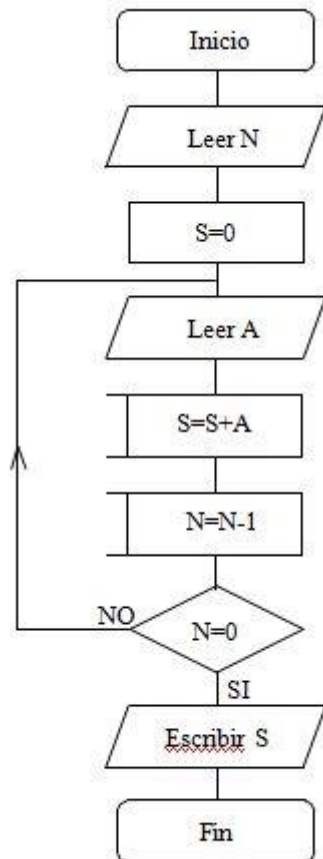 Inicio
Leer N
S=0
Leer A
S=S+A
N=N-1
NO
N=0
SI
Escribir S
Fin